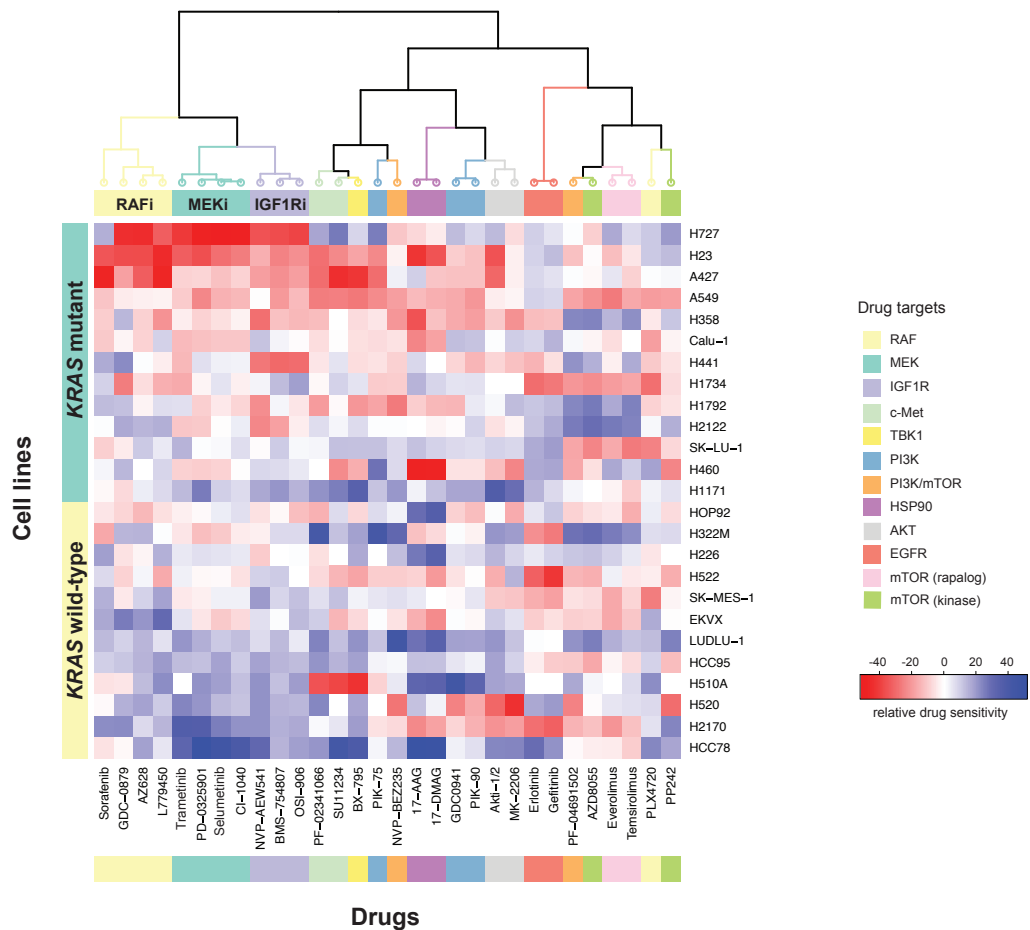 RAFi
MEKi
IGF1Ri
Cell lines
KRAS mutant
KRAS wild-type
H727
H23
A427
A549
H358
Calu-1
H441
H1734
H1792
H2122
SK-LU-1
H460
H1171
HOP92
H322M
H226
H522
SK-MES-1
EKVX
LUDLU-1
HCC95
H510A
H520
H2170
HCC78
Sorafenib
GDC-0879
AZ628
L779450
Trametinib
PD-0325901
Selumetinib
CI-1040
NVP-AEW541
BMS-754807
OSI-906
PF-02341066
SU11234
BX-795
PIK-75
NVP-BEZ235
17-AAG
17-DMAG
GDC0941
PIK-90
Akti-1/2
MK-2206
Erlotinib
Gefitinib
PF-04691502
AZD8055
Everolimus
Temsirolimus
PLX4720
PP242
Drugs
Drug targets
RAF
MEK
IGF1R
c-Met
TBK1
PI3K
PI3K/mTOR
HSP90
AKT
EGFR
mTOR (rapalog)
mTOR (kinase)
-40 -20 0 20 40
relative drug sensitivity